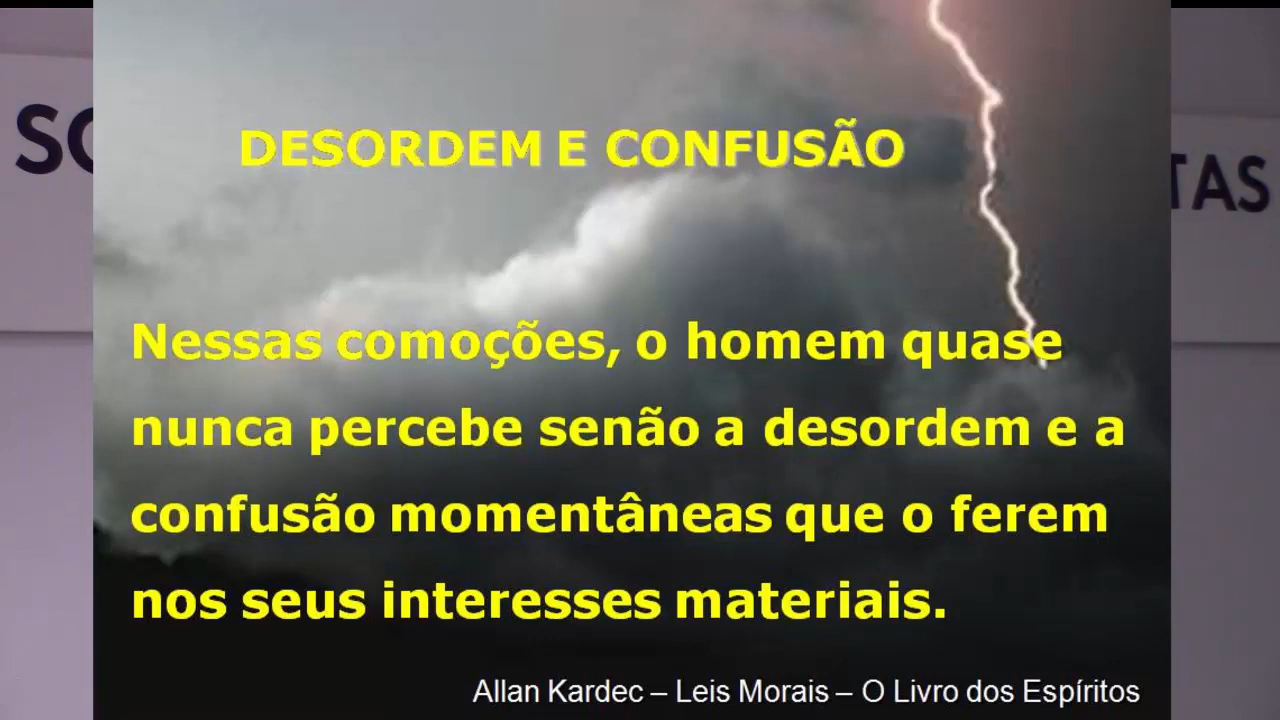 DESORDEM E CONFUSÃO
Nessas comoções, o homem quase
nunca percebe senão a desordem e a
confusão momentâneas que o ferem
nos seus interesses materiais.
Allan Kardec – Leis Morais – O Livro dos Espíritos